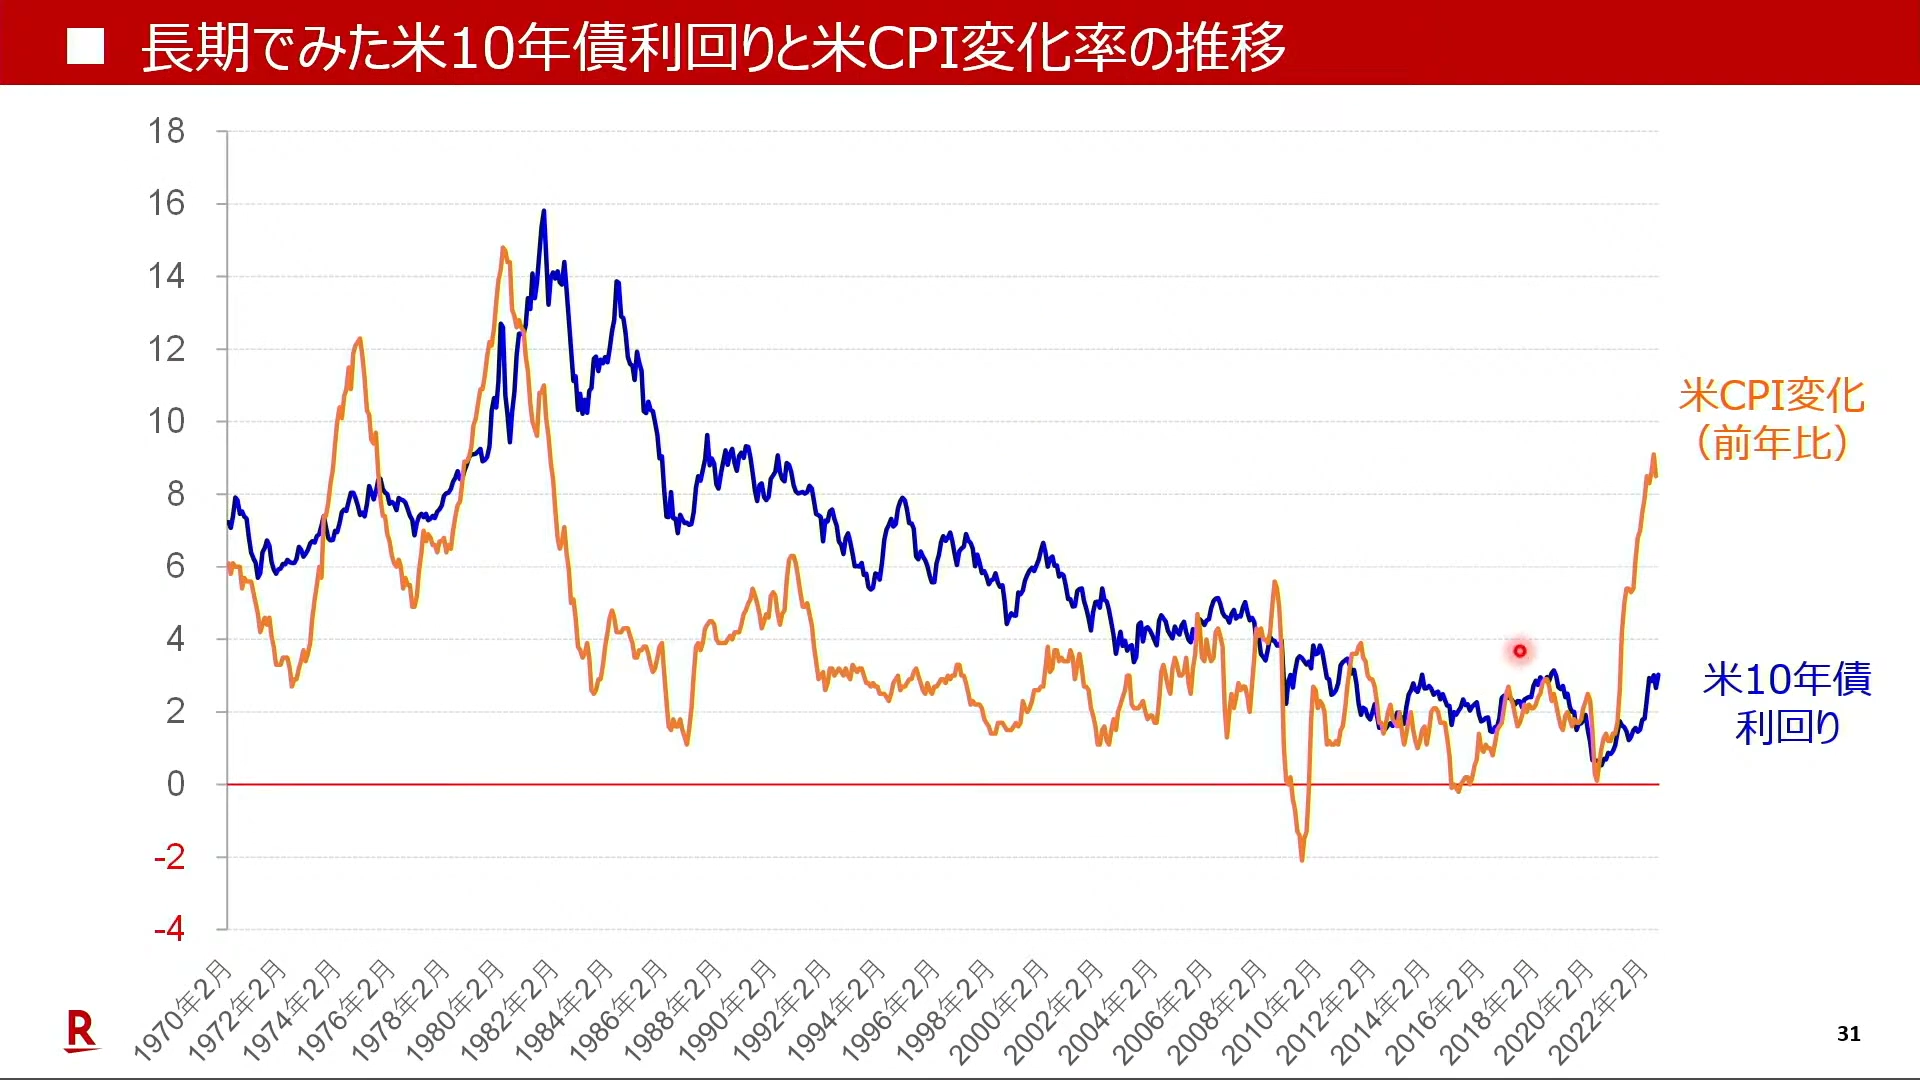 ■ 長期でみた米10年債利回りと米CPI変化率の推移
18
16
14
12
10
8
6
4
2
0
-2
-4
米CPI変化
（前年比）
米10年債
利回り
1970年2月
1972年2月
1974年2月
1976年2月
1978年2月
1980年2月
1982年2月
1984年2月
1986年2月
1988年2月
1990年2月
1992年2月
1994年2月
1996年2月
1998年2月
2000年2月
2002年2月
2004年2月
2006年2月
2008年2月
2010年2月
2012年2月
2014年2月
2016年2月
2018年2月
2020年2月
2022年2月
R
31